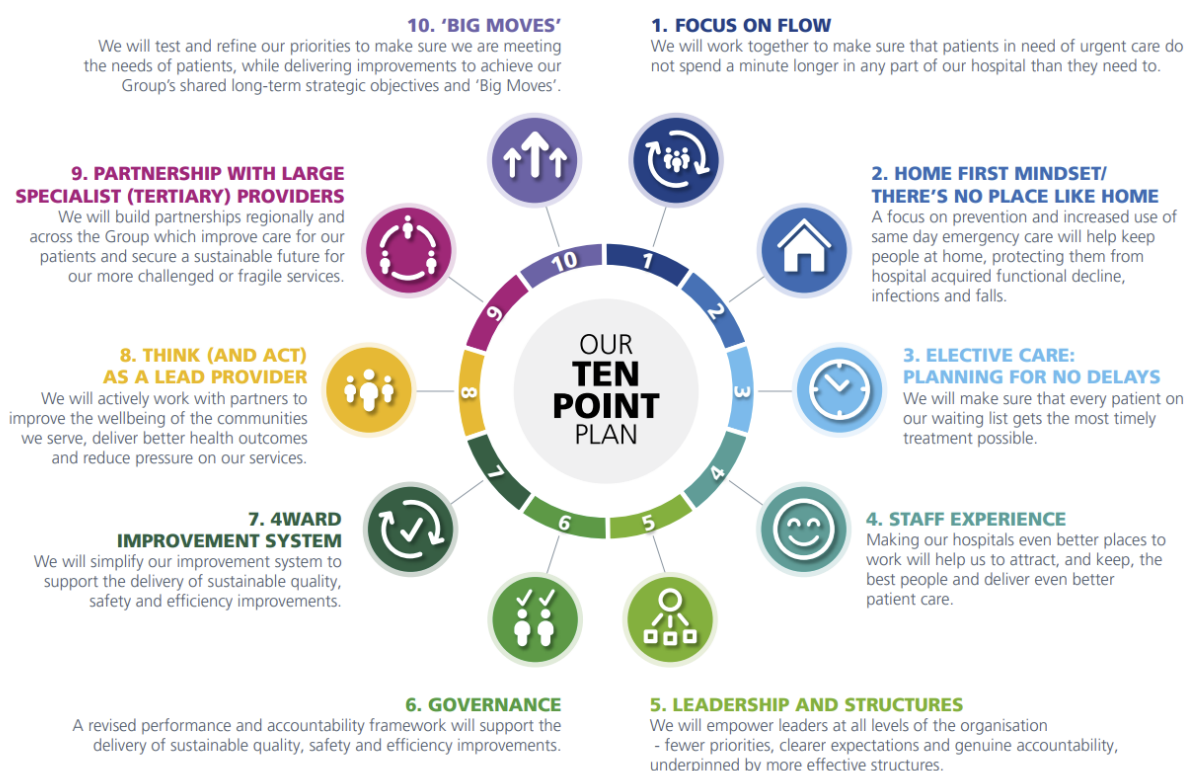 OUR
TEN
POINT
PLAN
1
2
3
4
5
6
7
8
9
10
1. FOCUS ON FLOW
We will work together to make sure that patients in need of urgent care do
not spend a minute longer in any part of our hospital than they need to.
2. HOME FIRST MINDSET/
THERE'S NO PLACE LIKE HOME
A focus on prevention and increased use of
same day emergency care will help keep
people at home, protecting them from
hospital acquired functional decline,
infections and falls.
3. ELECTIVE CARE:
PLANNING FOR NO DELAYS
We will make sure that every patient on
our waiting list gets the most timely
treatment possible.
4. STAFF EXPERIENCE
Making our hospitals even better places to
work will help us to attract, and keep, the
best people and deliver even better
patient care.
5. LEADERSHIP AND STRUCTURES
We will empower leaders at all levels of the organisation
- fewer priorities, clearer expectations and genuine accountability,
underpinned by more effective structures.
6. GOVERNANCE
A revised performance and accountability framework will support the
delivery of sustainable quality, safety and efficiency improvements.
7. 4WARD
IMPROVEMENT SYSTEM
We will simplify our improvement system to
support the delivery of sustainable quality,
safety and efficiency improvements.
8. THINK (AND ACT)
AS A LEAD PROVIDER
We will actively work with partners to
improve the wellbeing of the communities
we serve, deliver better health outcomes
and reduce pressure on our services.
9. PARTNERSHIP WITH LARGE
SPECIALIST (TERTIARY) PROVIDERS
We will build partnerships regionally and
across the Group which improve care for our
patients and secure a sustainable future for
our more challenged or fragile services.
10. 'BIG MOVES'
We will test and refine our priorities to make sure we are meeting
the needs of patients, while delivering improvements to achieve our
Group's shared long-term strategic objectives and 'Big Moves'.